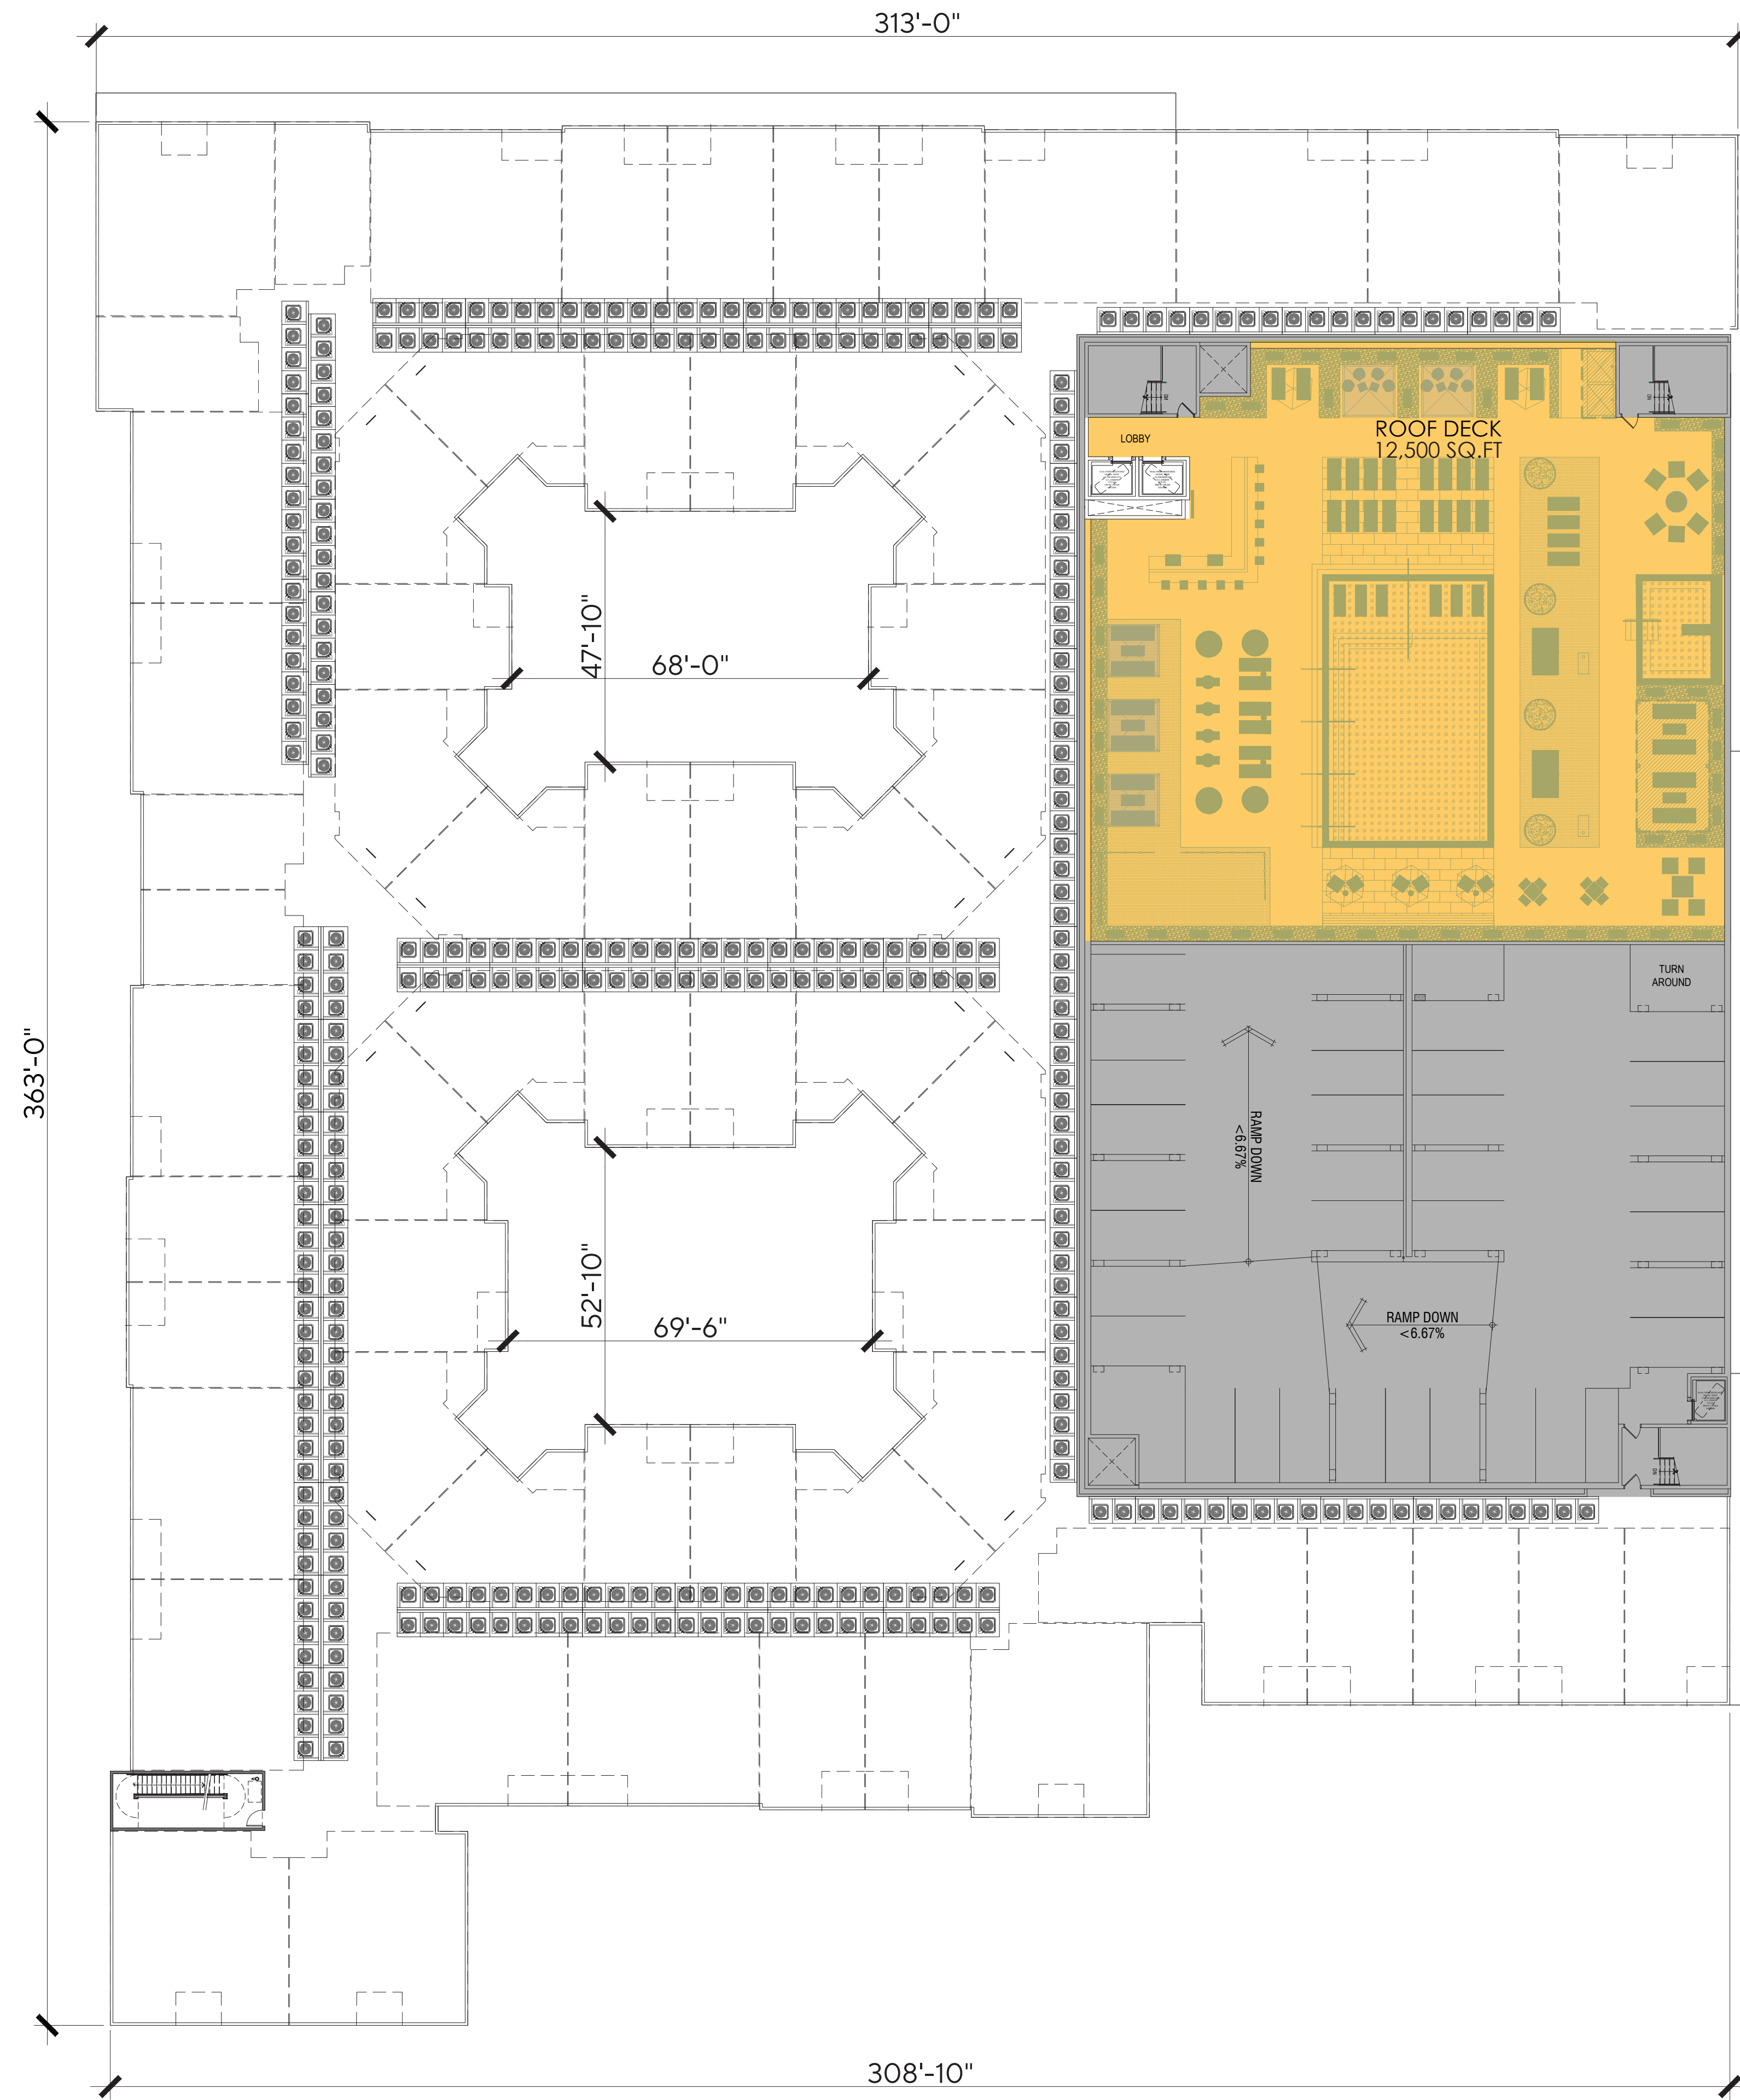 313'-0"
ROOF DECK
12,500 SQ.FT
LOBBY
47'-10"
68'-0"
TURN
AROUND
363'-0"
RAMP DOWN
<6.67%
52'-10"
69'-6"
RAMP DOWN
<6.67%
308'-10"